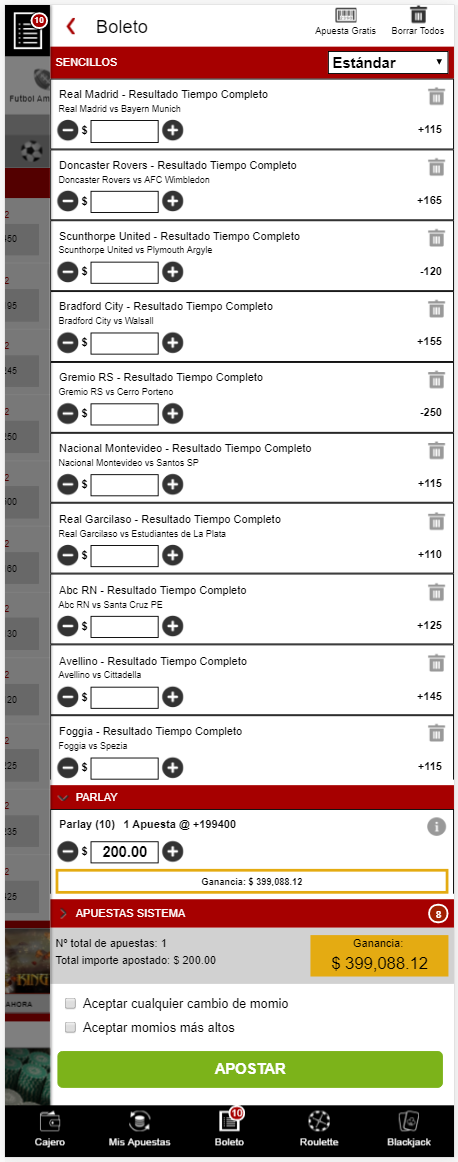 10
Boleto
Apuesta Gratis
Borrar Todos
Futbol Am
SENCILLOS
Estándar
Real Madrid - Resultado Tiempo Completo
Real Madrid vs Bayern Munich
$
+115
Doncaster Rovers - Resultado Tiempo Completo
Doncaster Rovers vs AFC Wimbledon
$
+165
Scunthorpe United - Resultado Tiempo Completo
Scunthorpe United vs Plymouth Argyle
$
-120
Bradford City - Resultado Tiempo Completo
Bradford City vs Walsall
$
+155
Gremio RS - Resultado Tiempo Completo
Gremio RS vs Cerro Porteno
$
-250
Nacional Montevideo - Resultado Tiempo Completo
Nacional Montevideo vs Santos SP
$
+115
Real Garcilaso - Resultado Tiempo Completo
Real Garcilaso vs Estudiantes de La Plata
$
+110
Abc RN - Resultado Tiempo Completo
Abc RN vs Santa Cruz PE
$
+125
Avellino - Resultado Tiempo Completo
Avellino vs Cittadella
$
+145
Foggia - Resultado Tiempo Completo
Foggia vs Spezia
$
+115
PARLAY
Parlay (10) 1 Apuesta @ +199400
$ 200.00
Ganancia: $ 399,088.12
APUESTAS SISTEMA
8
Nº total de apuestas: 1
Total importe apostado: $ 200.00
Ganancia:
$ 399,088.12
KING
AHORA
Aceptar cualquier cambio de momio
Aceptar momios más altos
APOSTAR
10
Cajero
Mis Apuestas
Boleto
Roulette
Blackjack